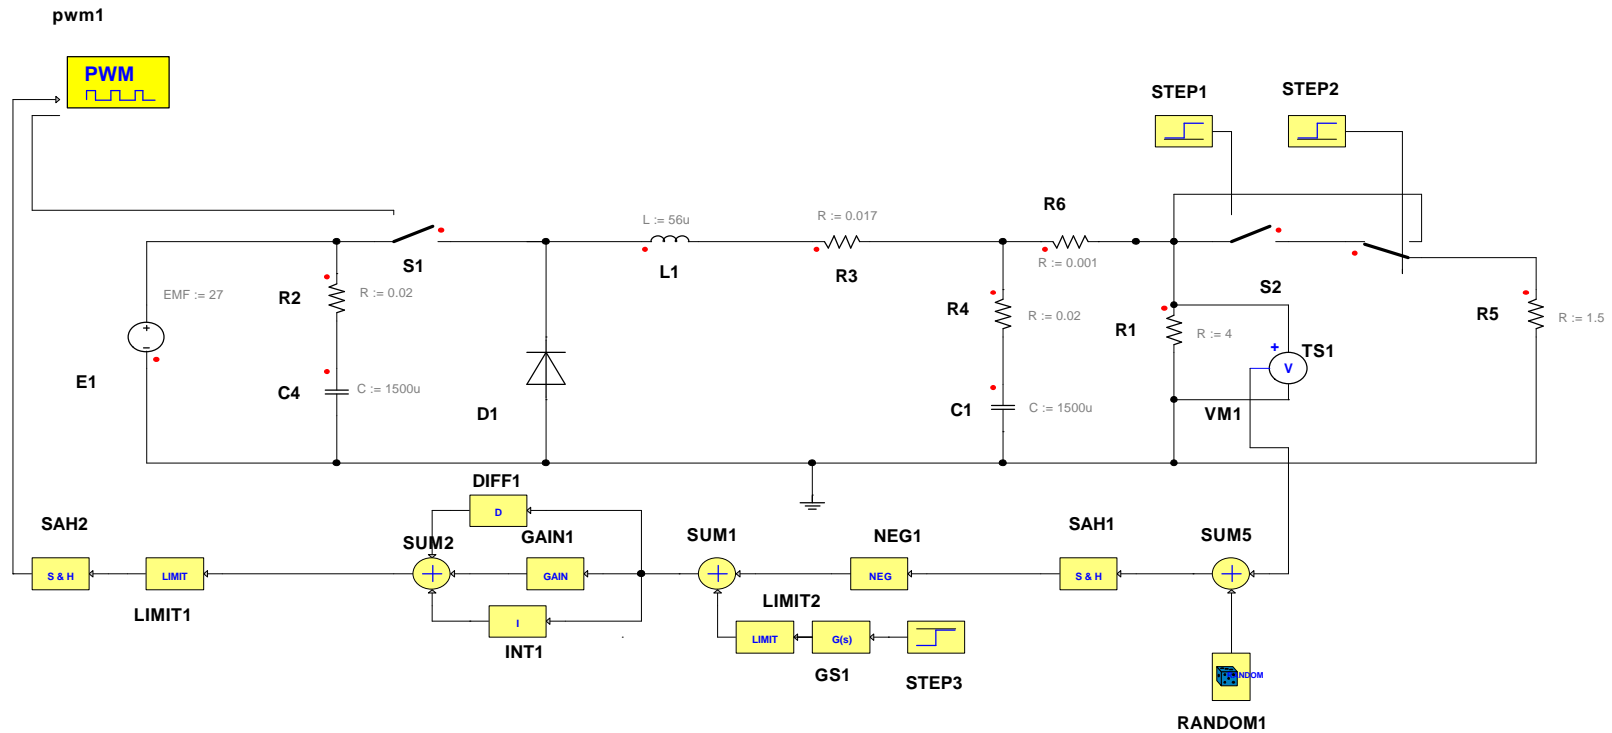 pwm1
PWM
STEP1
STEP2
R6
L := 56u
R := 0.017
S1
L1
R3
R := 0.001
R2
R := 0.02
EMF := 27
S2
R4
R := 0.02
R1
R := 4
R5
R := 1.5
+
−
+
V
TS1
E1
C4
C := 1500u
D1
C1
C := 1500u
VM1
DIFF1
D
SAH2
SUM2
GAIN1
SUM1
NEG1
SAH1
SUM5
S & H
LIMIT
GAIN
NEG
S & H
LIMIT1
LIMIT2
I
LIMIT
G(s)
INT1
GS1
STEP3
NDOM
RANDOM1